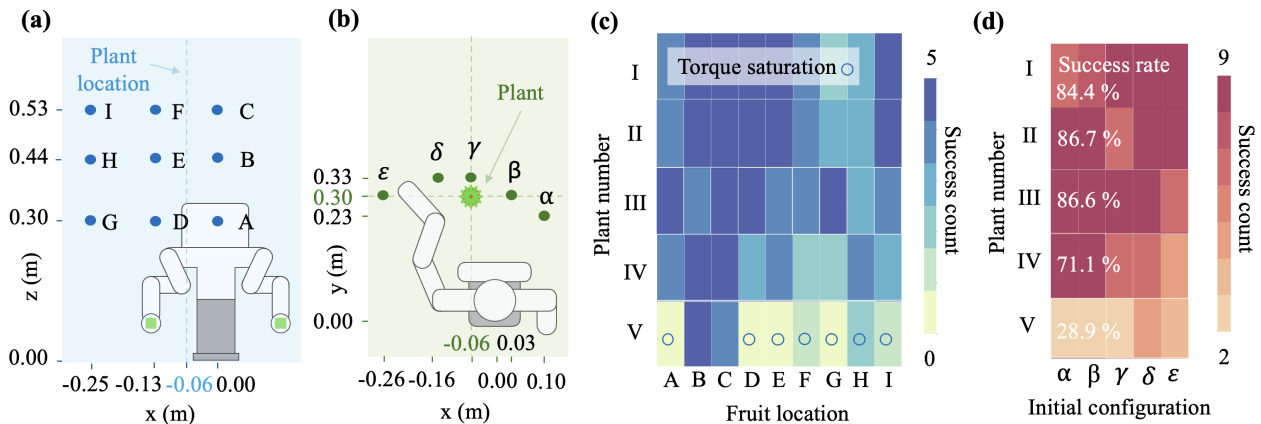 (a)
Plant
location
0.53
I
F
C
0.44
H
E
B
0.30
G
D
A
z (m)
0.00
-0.25 -0.13 -0.06 0.00
x (m)
(b)
Plant
ε
δ
γ
β
α
0.33
0.30
0.23
y (m)
0.00
-0.06 0.03
-0.26 -0.16 0.00 0.10
x (m)
(c)
Torque saturation
Plant number
I
II
III
IV
V
A B C D E F G H I
Fruit location
5
Success count
0
(d)
Success rate
Plant number
I
84.4 %
II
86.7 %
III
86.6 %
IV
71.1 %
V
28.9 %
α β γ δ ε
Initial configuration
9
Success count
2